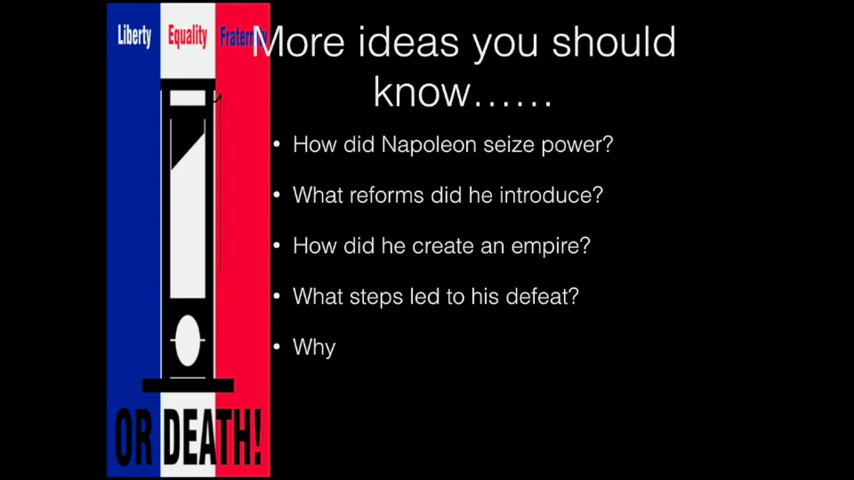 Liberty Equality Fraternity
More ideas you should
know......
• How did Napoleon seize power?
• What reforms did he introduce?
• How did he create an empire?
• What steps led to his defeat?
• Why
OR DEATH!